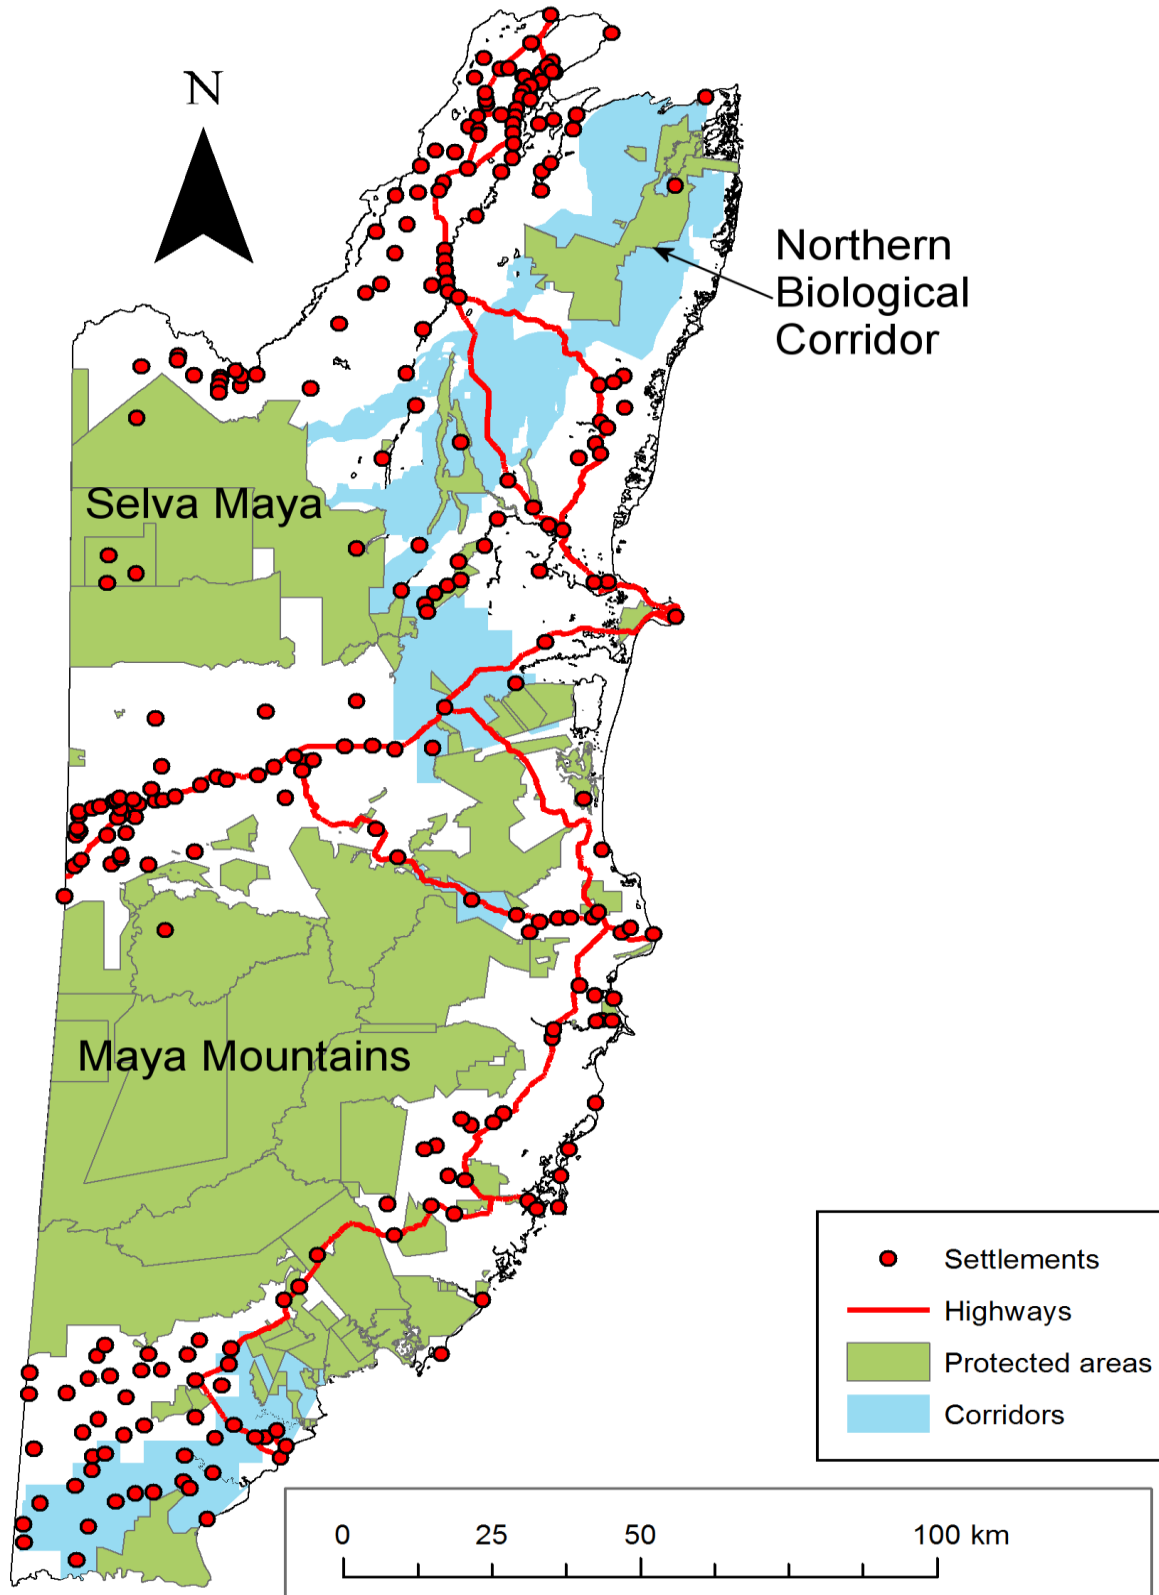 N
Northern
Biological
Corridor
Selva Maya
Maya Mountains
Settlements
Highways
Protected areas
Corridors
0 25 50 100 km